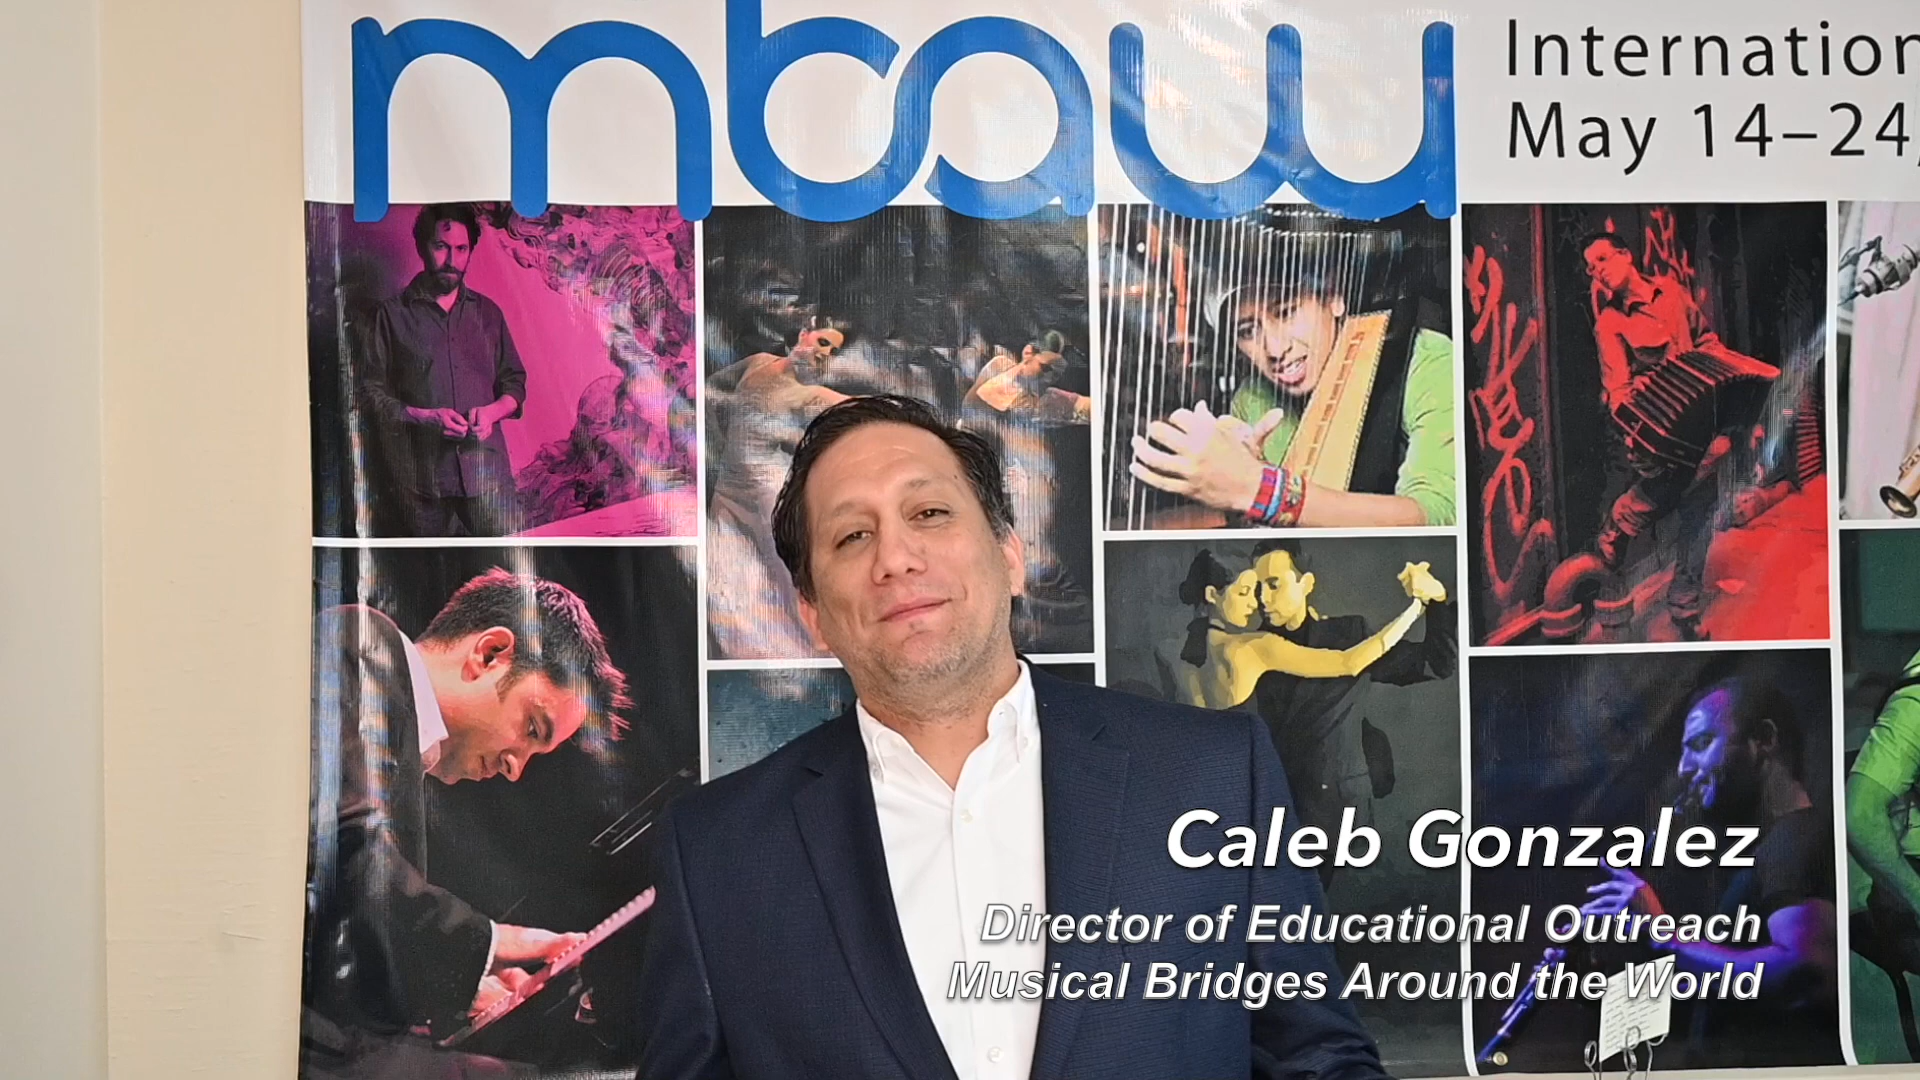 mbaw
Internation
May 14–24,
Caleb Gonzalez
Director of Educational Outreach
Musical Bridges Around the World